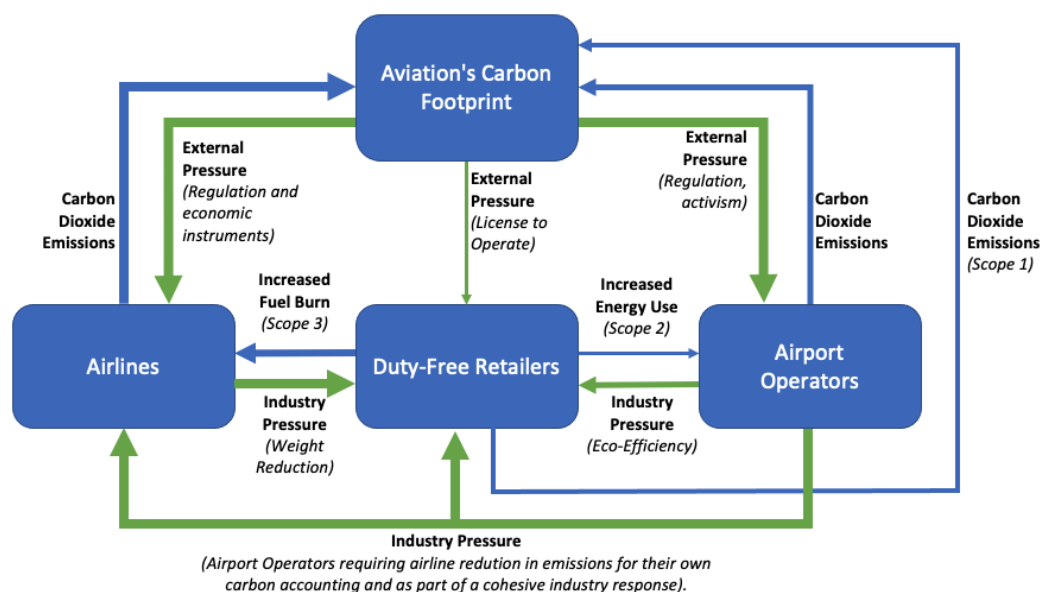 Aviation's Carbon
Footprint
External
Pressure
(Regulation and
economic
instruments)
External
Pressure
(License to
Operate)
External
Pressure
(Regulation,
activism)
Carbon
Dioxide
Emissions
Carbon
Dioxide
Emissions
Carbon
Dioxide
Emissions
(Scope 1)
Increased
Fuel Burn
(Scope 3)
Increased
Energy Use
(Scope 2)
Airlines
Duty-Free Retailers
Airport
Operators
Industry
Pressure
(Weight
Reduction)
Industry
Pressure
(Eco-Efficiency)
Industry Pressure
(Airport Operators requiring airline redution in emissions for their own
carbon accounting and as part of a cohesive industry response).